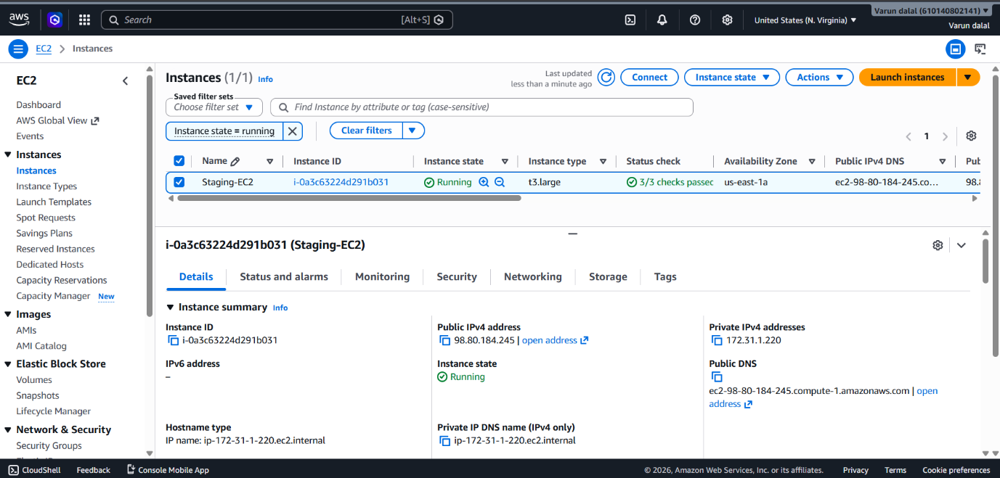 aws
Search
[Alt+S]
United States (N. Virginia)
Varun dalal (610140802141)
Varun dalal
EC2
Instances
EC2
Dashboard
AWS Global View
Events
Instances
Instances
Instance Types
Launch Templates
Spot Requests
Savings Plans
Reserved Instances
Dedicated Hosts
Capacity Reservations
Capacity Manager New
Images
AMIs
AMI Catalog
Elastic Block Store
Volumes
Snapshots
Lifecycle Manager
Network & Security
Security Groups
Instances (1/1) Info
Last updated
less than a minute ago
Connect
Instance state
Actions
Launch instances
Saved filter sets
Choose filter set
Find Instance by attribute or tag (case-sensitive)
Instance state = running
Clear filters
1
Name Instance ID Instance state Instance type Status check Availability Zone Public IPv4 DNS Pub
Staging-EC2 i-0a3c63224d291b031 Running t3.large 3/3 checks passec us-east-1a ec2-98-80-184-245.co... 98.8
i-0a3c63224d291b031 (Staging-EC2)
Details Status and alarms Monitoring Security Networking Storage Tags
Instance summary Info
Instance ID
i-0a3c63224d291b031
Public IPv4 address
98.80.184.245 | open address
Private IPv4 addresses
172.31.1.220
IPv6 address
–
Instance state
Running
Public DNS
ec2-98-80-184-245.compute-1.amazonaws.com | open
address
Hostname type
IP name: ip-172-31-1-220.ec2.internal
Private IP DNS name (IPv4 only)
ip-172-31-1-220.ec2.internal
CloudShell
Feedback
Console Mobile App
© 2026, Amazon Web Services, Inc. or its affiliates.
Privacy
Terms
Cookie preferences